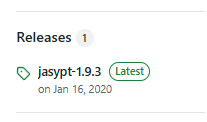 Releases 1
jasypt-1.9.3 Latest
on Jan 16, 2020